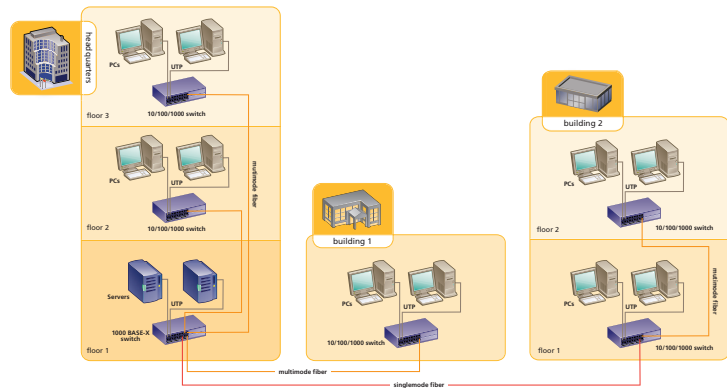 headquarters
PCs
UTP
10/100/1000 switch
floor 3
PCs
UTP
10/100/1000 switch
floor 2
mutimode fiber
Servers
UTP
1000 BASE-X
switch
floor 1
building 1
PCs
UTP
10/100/1000 switch
building 2
PCs
UTP
10/100/1000 switch
floor 2
PCs
UTP
10/100/1000 switch
floor 1
mutimode fiber
multimode fiber
singlemode fiber